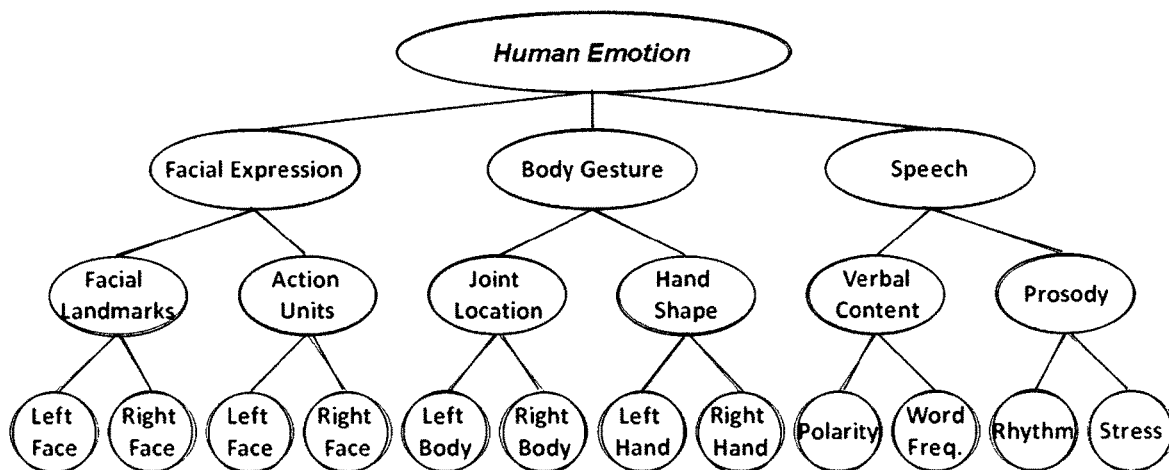 Human Emotion
Facial Expression
Body Gesture
Speech
Facial
Landmarks
Action
Units
Joint
Location
Hand
Shape
Verbal
Content
Prosody
Left
Face
Right
Face
Left
Face
Right
Face
Left
Body
Right
Body
Left
Hand
Right
Hand
Polarity
Word
Freq.
Rhythm
Stress